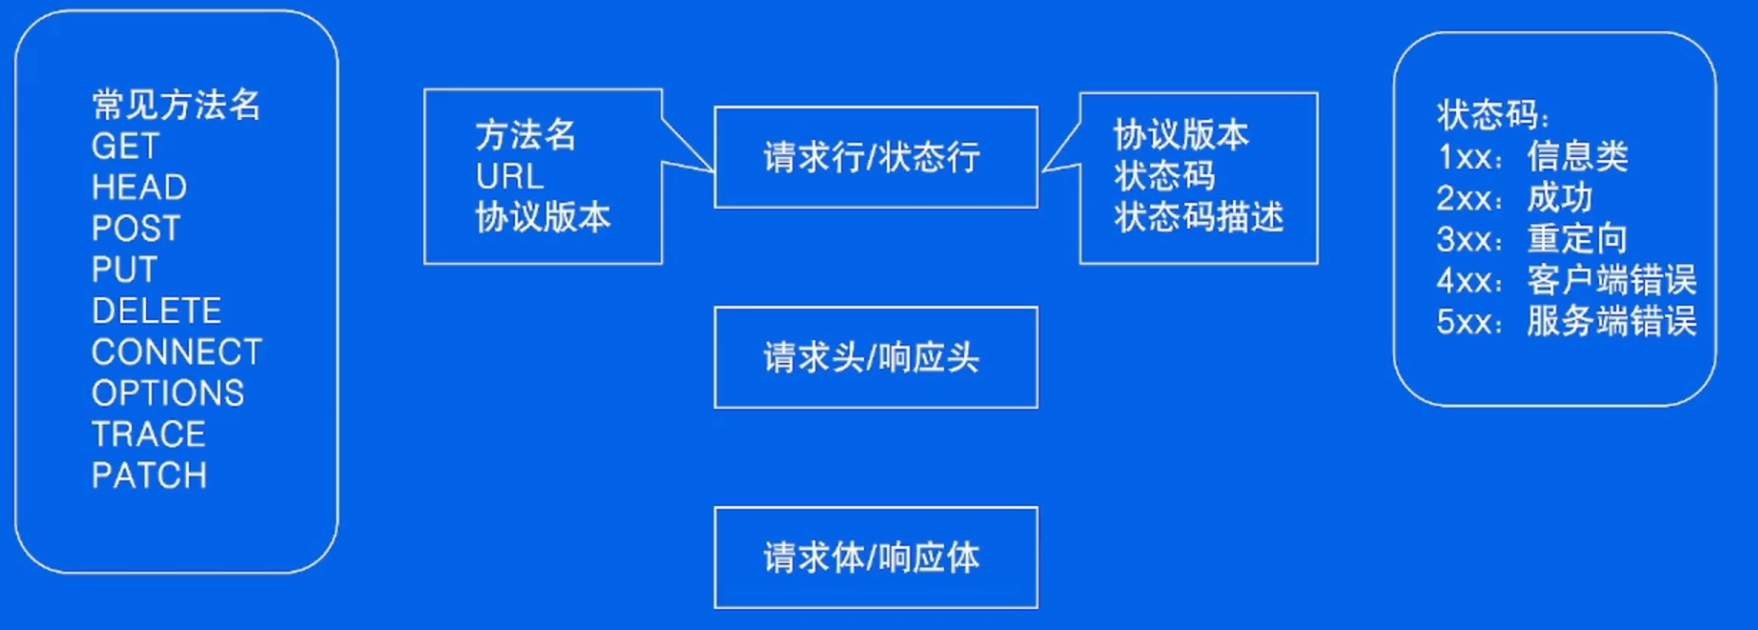 常见方法名
GET
HEAD
POST
PUT
DELETE
CONNECT
OPTIONS
TRACE
PATCH
方法名
URL
协议版本
请求行/状态行
协议版本
状态码
状态码描述
请求头/响应头
请求体/响应体
状态码：
1xx：信息类
2xx：成功
3xx：重定向
4xx：客户端错误
5xx：服务端错误